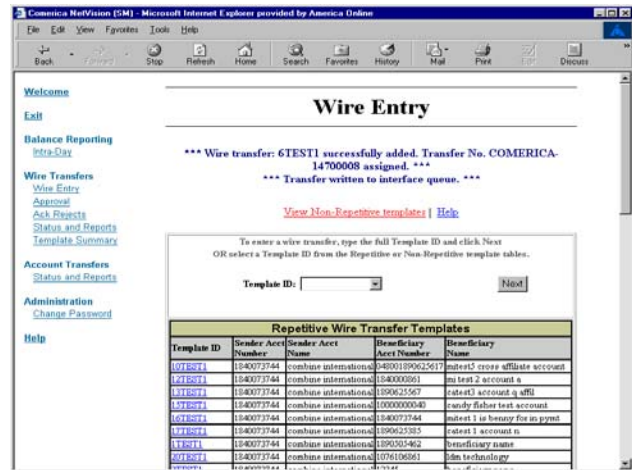 Comerica NetVision (SM) - Microsoft Internet Explorer provided by America Online
File Edit View Favorites Tools Help
Back Forward Stop Refresh Home Search Favorites History Mail Print Edit Discuss
Welcome
Exit
Balance Reporting
Intra-Day
Wire Transfers
Wire Entry
Approval
Ack Rejects
Status and Reports
Template Summary
Account Transfers
Status and Reports
Administration
Change Password
Help
Wire Entry
*** Wire transfer: 6TEST1 successfully added. Transfer No. COMERICA-
14700008 assigned. ***
*** Transfer written to interface queue. ***
View Non-Repetitive templates | Help
To enter a wire transfer, type the full Template ID and click Next
OR select a Template ID from the Repetitive or Non-Repetitive template tables.
Template ID: Next
Repetitive Wire Transfer Templates
Template ID Sender Acct Number Sender Acct Name Beneficiary Acct Number Beneficiary Name
10TEST1 1840073744 combine international 048001890625617 mitest5 cross affiliate account
12TEST1 1840073744 combine international 1840000861 mi test 2 account a
13TEST1 1840073744 combine international 1890625567 catest3 account q affil
15TEST1 1840073744 combine international 10000000040 candy fisher test account
16TEST1 1840073744 combine international 1840073744 mitest 1 is benny for in pymt
17TEST1 1840073744 combine international 1890625385 catest 1 account n
1TEST1 1840073744 combine international 1890505462 beneficiary name
20TEST1 1840073744 combine international 1076106861 ldm technology
1840073744 combine international 12345